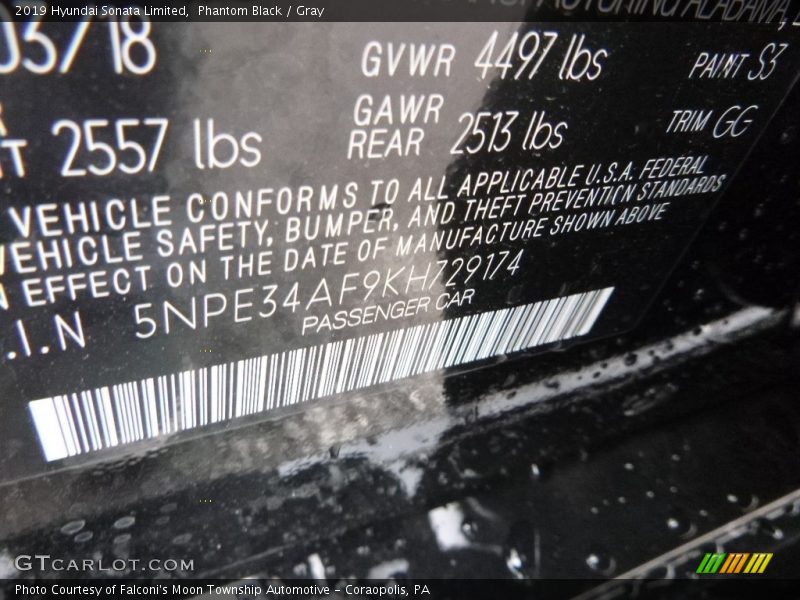 2019 Hyundai Sonata Limited, Phantom Black / Gray
MANUFACTURING ALABAMA,
03/18 GVWR 4497 lbs PAINT S3
2557 lbs GAWR REAR 2513 lbs TRIM GG
VEHICLE CONFORMS TO ALL APPLICABLE U.S.A. FEDERAL
VEHICLE SAFETY, BUMPER, AND THEFT PREVENTION STANDARDS
EFFECT ON THE DATE OF MANUFACTURE SHOWN ABOVE
.I.N 5NPE34AF9KH729174
PASSENGER CAR
GTCARLOT.COM
Photo Courtesy of Falconi's Moon Township Automotive – Coraopolis, PA